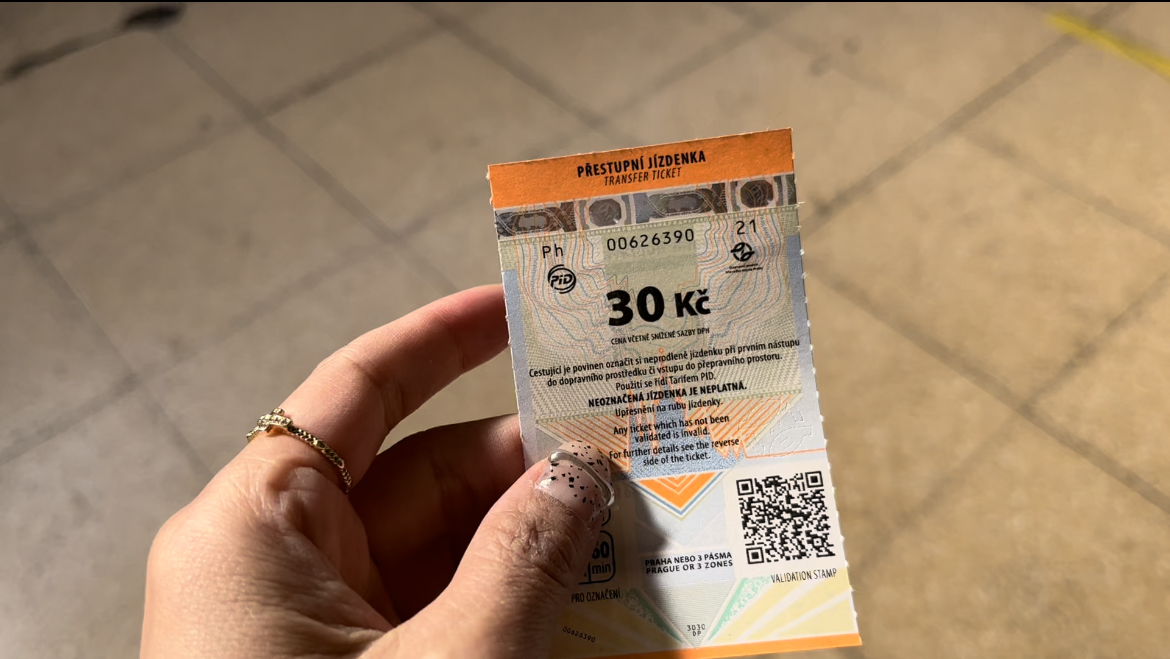 PŘESTUPNÍ JÍZDENKA
TRANSFER TICKET
Ph 00626390 21
PID
30 Kč
CENA VČETNĚ SNÍŽENÉ SAZBY DPH
Cestující je povinen označit si neprodleně jízdenku při prvním nástupu
do dopravního prostředku či vstupu do přepravního prostoru.
Použití se řídí Tarifem PID.
NEOZNAČENÁ JÍZDENKA JE NEPLATNÁ.
Upřesnění na rubu jízdenky.
Any ticket which has not been
validated is invalid.
For further details see the reverse
side of the ticket.
min
PRAHA NEBO 3 PÁSMA
PRAGUE OR 3 ZONES
VALIDATION STAMP
PRO OZNAČENÍ
3030
DP
00626390